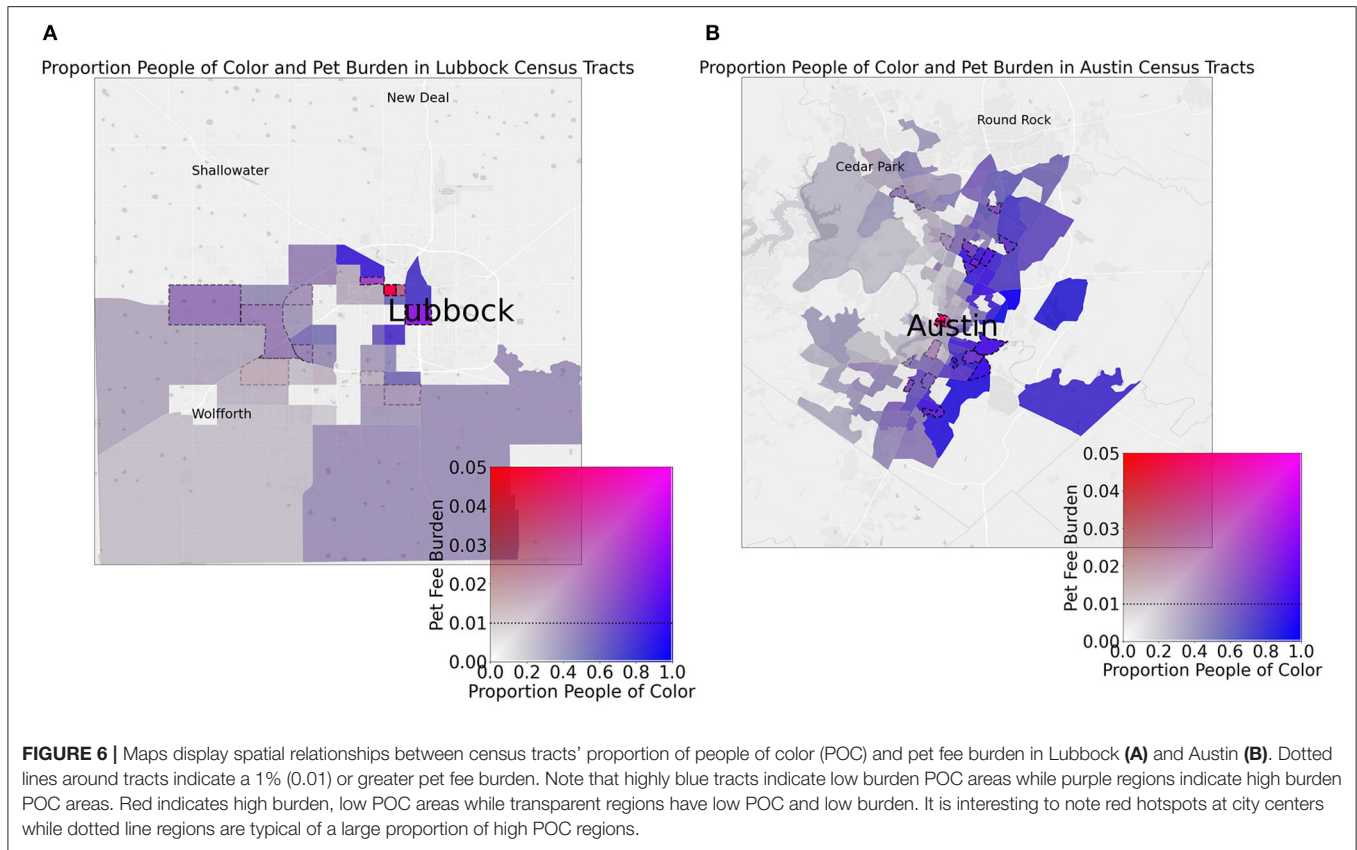 A
Proportion People of Color and Pet Burden in Lubbock Census Tracts
New Deal
Shallowater
Lubbock
Wolfforth
0.05
0.04
0.03
0.02
0.01
0.00
Pet Fee Burden
0.0 0.2 0.4 0.6 0.8 1.0
Proportion People of Color
B
Proportion People of Color and Pet Burden in Austin Census Tracts
Round Rock
Cedar Park
Austin
0.05
0.04
0.03
0.02
0.01
0.00
Pet Fee Burden
0.0 0.2 0.4 0.6 0.8 1.0
Proportion People of Color
FIGURE 6 | Maps display spatial relationships between census tracts' proportion of people of color (POC) and pet fee burden in Lubbock (A) and Austin (B). Dotted
lines around tracts indicate a 1% (0.01) or greater pet fee burden. Note that highly blue tracts indicate low burden POC areas while purple regions indicate high burden
POC areas. Red indicates high burden, low POC areas while transparent regions have low POC and low burden. It is interesting to note red hotspots at city centers
while dotted line regions are typical of a large proportion of high POC regions.